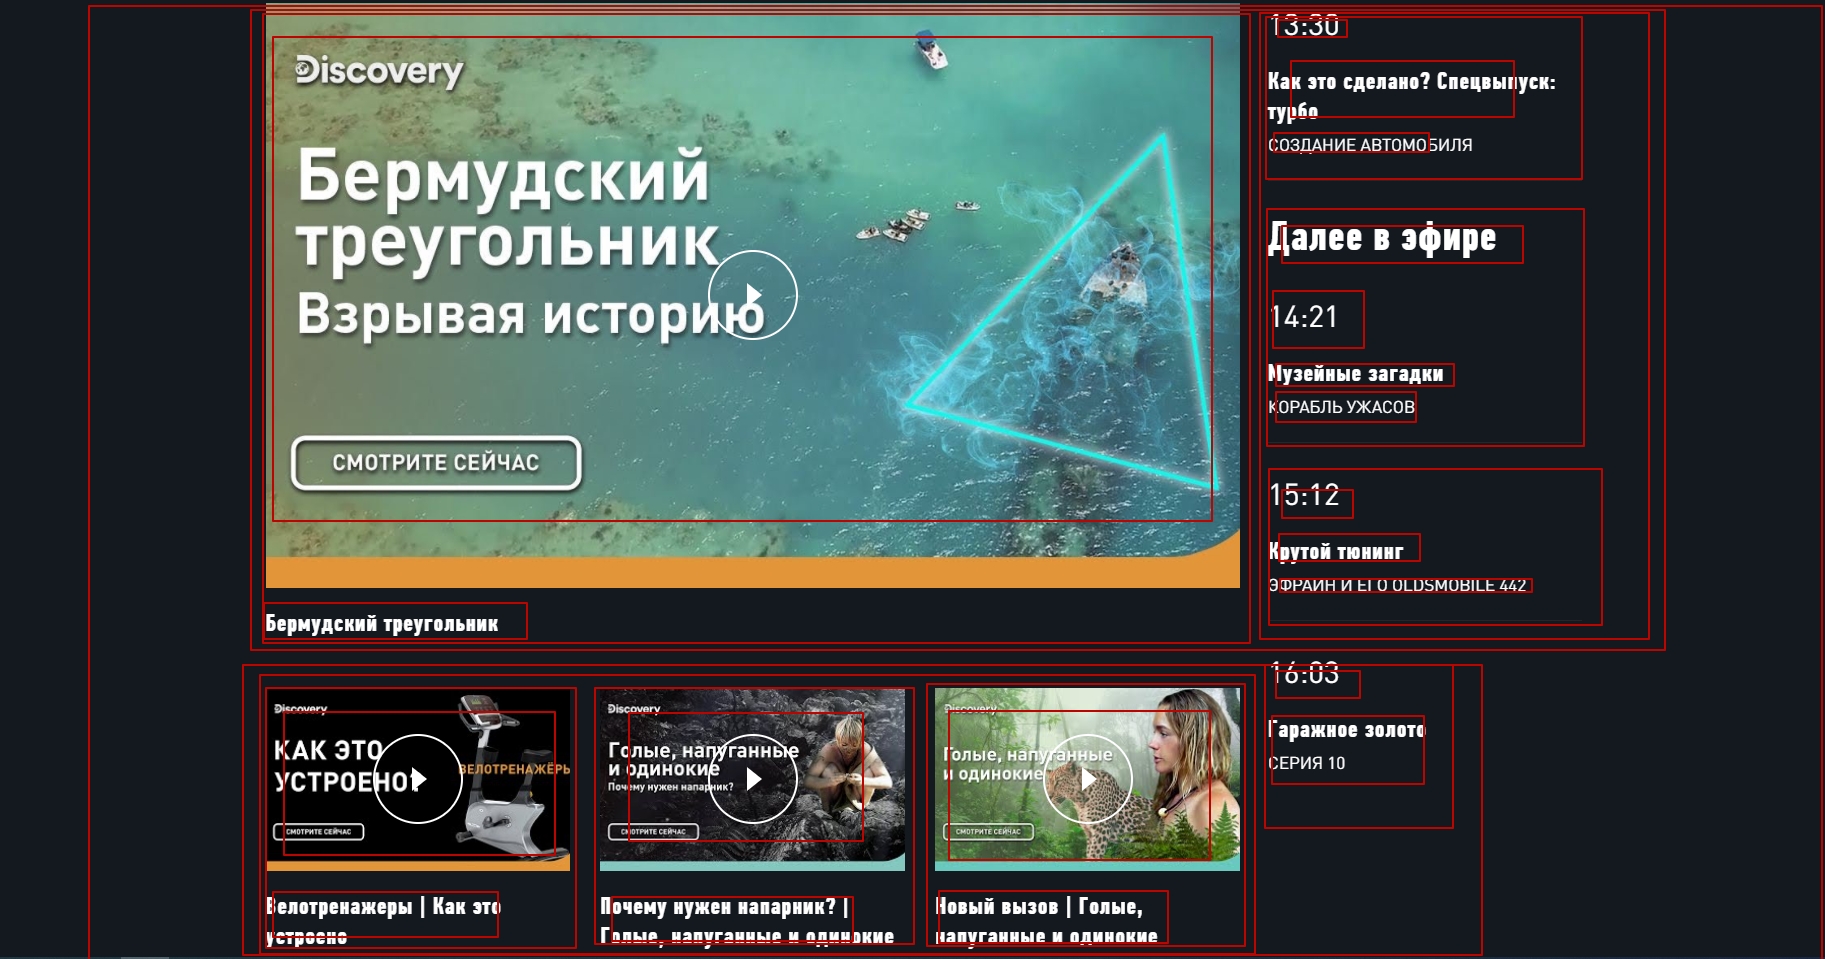 Discovery
Бермудский
треугольник
Взрывая историю
СМОТРИТЕ СЕЙЧАС
Бермудский треугольник
13:30
Как это сделано? Спецвыпуск:
турбо
СОЗДАНИЕ АВТОМОБИЛЯ
Далее в эфире
14:21
Музейные загадки
КОРАБЛЬ УЖАСОВ
15:12
Крутой тюнинг
ЭФРАИН И ЕГО OLDSMOBILE 442
16:03
Гаражное золото
СЕРИЯ 10
Discovery
КАК ЭТО
УСТРОЕНО?
ВЕЛОТРЕНАЖЁРЫ
СМОТРИТЕ СЕЙЧАС
Велотренажеры | Как это
устроено
Discovery
Голые, напуганные
и одинокие
Почему нужен напарник?
СМОТРИТЕ СЕЙЧАС
Почему нужен напарник? |
Голые, напуганные и одинокие
Discovery
Голые, напуганные
и одинокие
СМОТРИТЕ СЕЙЧАС
Новый вызов | Голые,
напуганные и одинокие